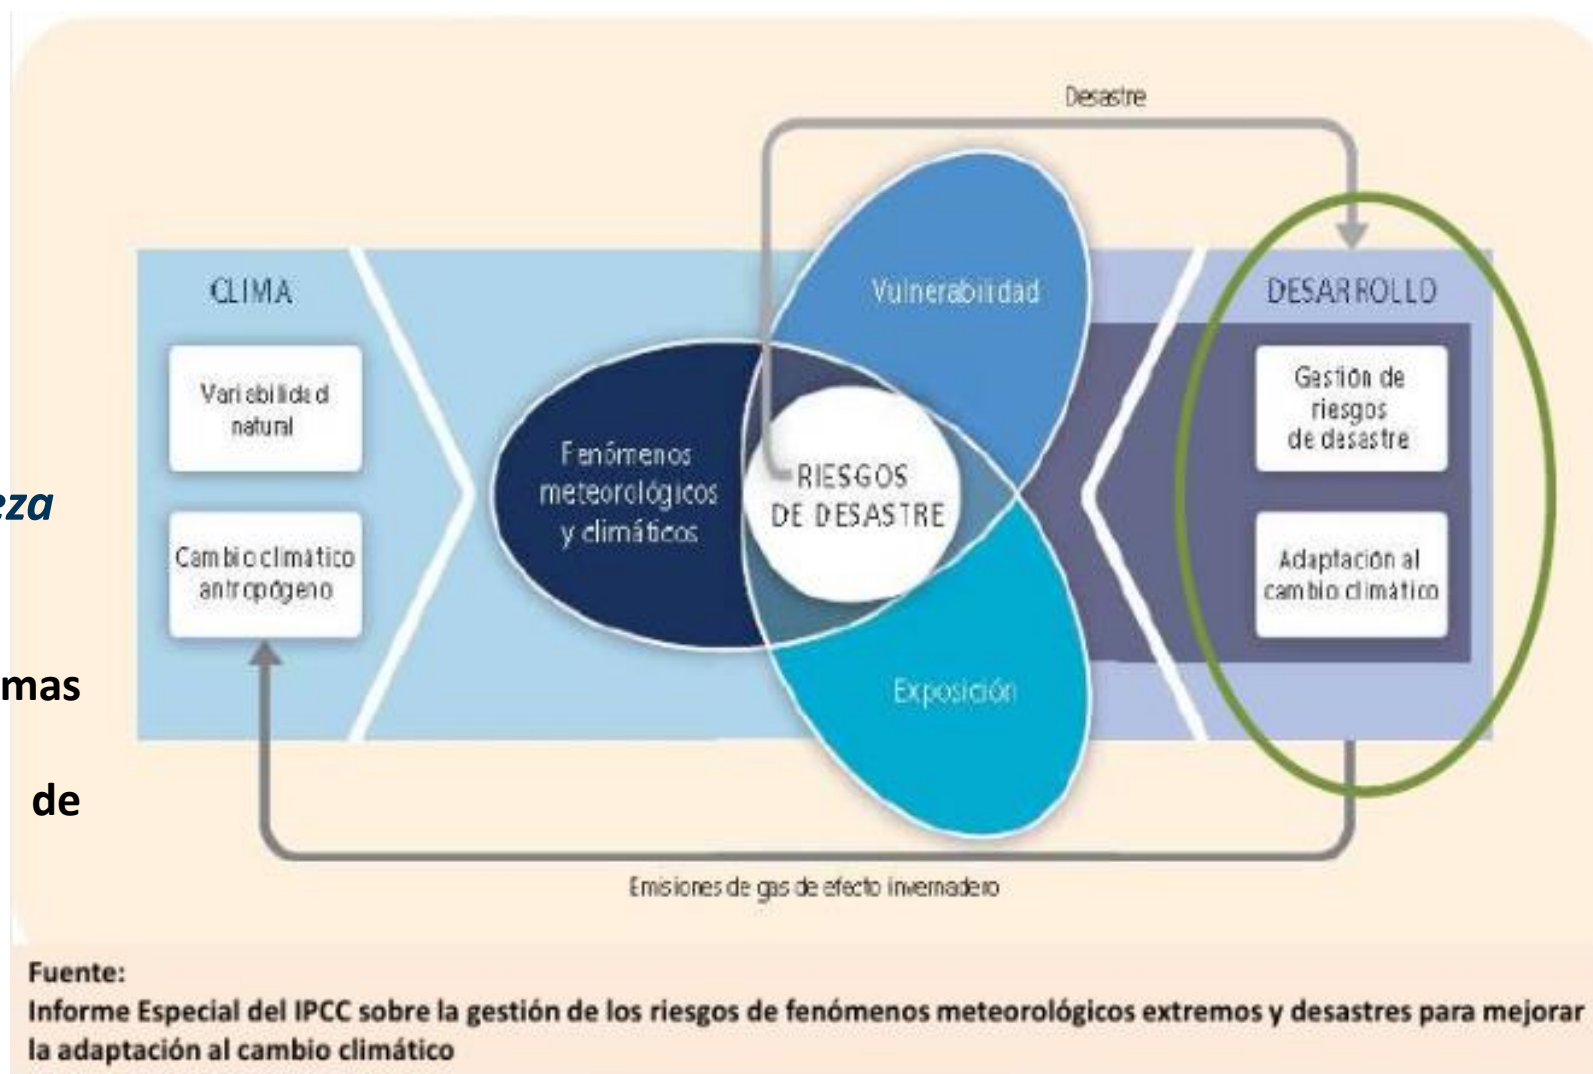 Desastre
CLIMA
Variabilidad
natural
Cambio climático
antropógeno
Fenómenos
meteorológicos
y climáticos
Vulnerabilidad
RIESGOS
DE DESASTRE
Exposición
DESARROLLO
Gestión de
riesgos
de desastre
Adaptación al
cambio climático
eza
mas
de
Emisiones de gas de efecto invernadero
Fuente:
Informe Especial del IPCC sobre la gestión de los riesgos de fenómenos meteorológicos extremos y desastres para mejorar
la adaptación al cambio climático